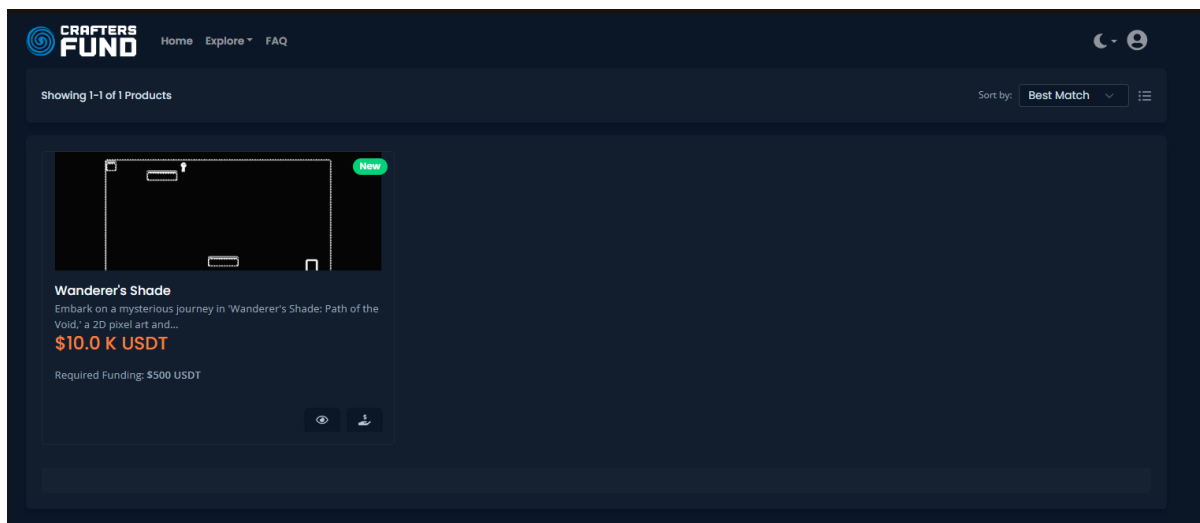 CRAFTERS
FUND
Home Explore FAQ
Showing 1-1 of 1 Products
Sort by: Best Match
New
Wanderer's Shade
Embark on a mysterious journey in 'Wanderer's Shade: Path of the
Void,' a 2D pixel art and...
$10.0 K USDT
Required Funding: $500 USDT